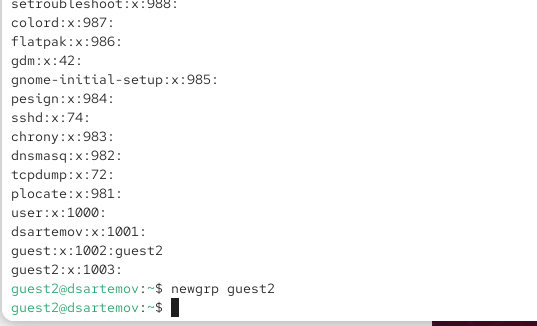 setroubleshoot:x:988:
colord:x:987:
flatpak:x:986:
gdm:x:42:
gnome-initial-setup:x:985:
pesign:x:984:
sshd:x:74:
chrony:x:983:
dnsmasq:x:982:
tcpdump:x:72:
plocate:x:981:
user:x:1000:
dsartemov:x:1001:
guest:x:1002:guest2
guest2:x:1003:
guest2@dsartemov:~$ newgrp guest2
guest2@dsartemov:~$